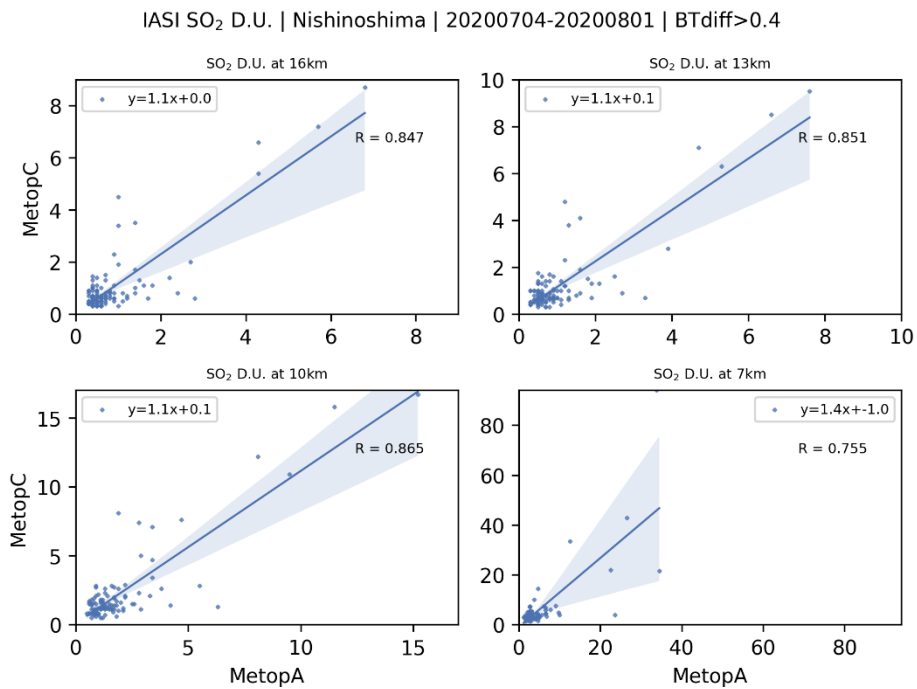 IASI SO₂ D.U. | Nishinoshima | 20200704-20200801 | BTdiff>0.4
SO₂ D.U. at 16km
y=1.1x+0.0
R = 0.847
MetopC
8
6
4
2
0
0 2 4 6 8
SO₂ D.U. at 13km
y=1.1x+0.1
R = 0.851
10
8
6
4
2
0
0 2 4 6 8 10
SO₂ D.U. at 10km
y=1.1x+0.1
R = 0.865
MetopC
15
10
5
0
0 5 10 15
MetopA
SO₂ D.U. at 7km
y=1.4x+-1.0
R = 0.755
80
60
40
20
0
0 20 40 60 80
MetopA